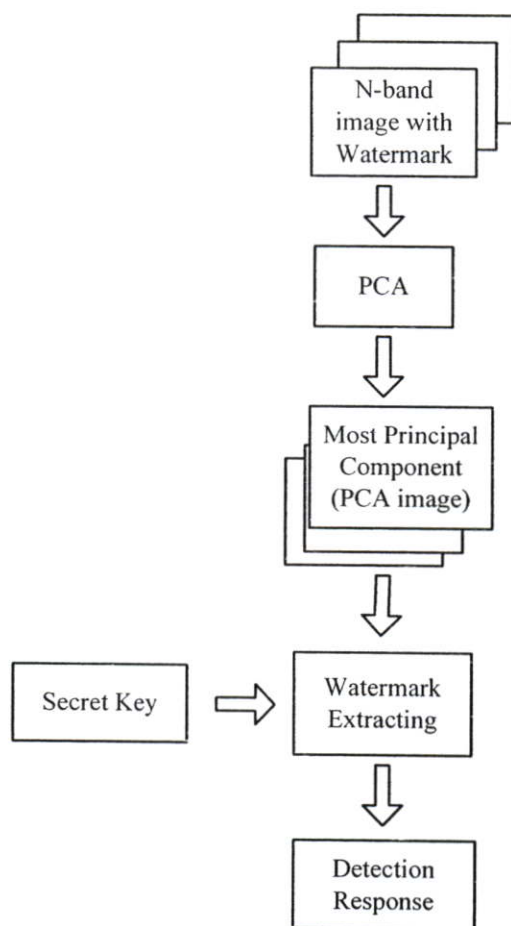 N-band
image with
Watermark
PCA
Most Principal
Component
(PCA image)
Secret Key
Watermark
Extracting
Detection
Response